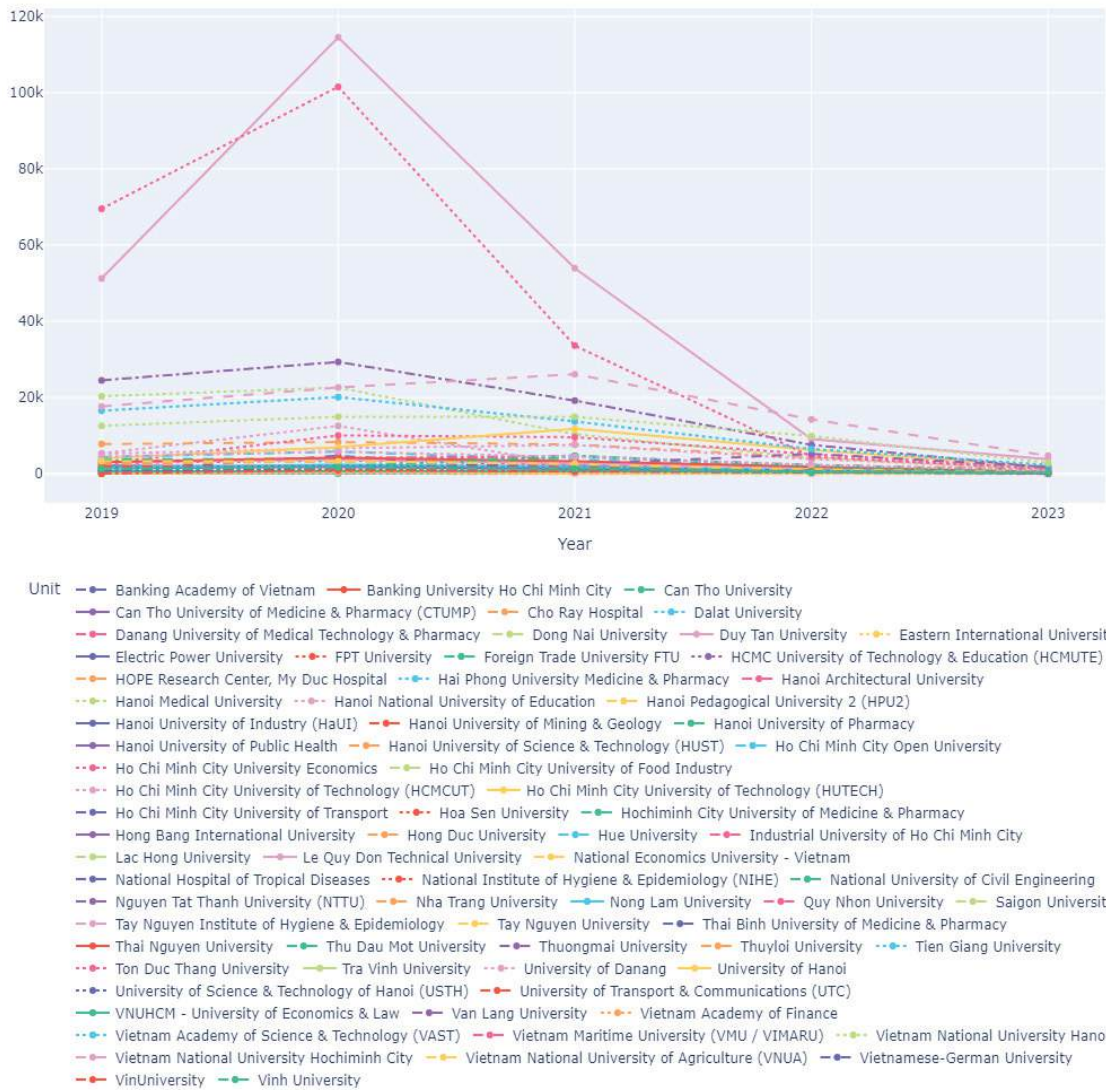 120k
100k
80k
60k
40k
20k
0
2019 2020 2021 2022 2023
Year
Unit Banking Academy of Vietnam Banking University Ho Chi Minh City Can Tho University
Can Tho University of Medicine & Pharmacy (CTUMP) Cho Ray Hospital Dalat University
Danang University of Medical Technology & Pharmacy Dong Nai University Duy Tan University Eastern International Universit
Electric Power University FPT University Foreign Trade University FTU HCMC University of Technology & Education (HCMUTE)
HOPE Research Center, My Duc Hospital Hai Phong University Medicine & Pharmacy Hanoi Architectural University
Hanoi Medical University Hanoi National University of Education Hanoi Pedagogical University 2 (HPU2)
Hanoi University of Industry (HaUI) Hanoi University of Mining & Geology Hanoi University of Pharmacy
Hanoi University of Public Health Hanoi University of Science & Technology (HUST) Ho Chi Minh City Open University
Ho Chi Minh City University Economics Ho Chi Minh City University of Food Industry
Ho Chi Minh City University of Technology (HCMCUT) Ho Chi Minh City University of Technology (HUTECH)
Ho Chi Minh City University of Transport Hoa Sen University Hochiminh City University of Medicine & Pharmacy
Hong Bang International University Hong Duc University Hue University Industrial University of Ho Chi Minh City
Lac Hong University Le Quy Don Technical University National Economics University - Vietnam
National Hospital of Tropical Diseases National Institute of Hygiene & Epidemiology (NIHE) National University of Civil Engineering
Nguyen Tat Thanh University (NTTU) Nha Trang University Nong Lam University Quy Nhon University Saigon Universit
Tay Nguyen Institute of Hygiene & Epidemiology Tay Nguyen University Thai Binh University of Medicine & Pharmacy
Thai Nguyen University Thu Dau Mot University Thuongmai University Thuyloi University Tien Giang University
Ton Duc Thang University Tra Vinh University University of Danang University of Hanoi
University of Science & Technology of Hanoi (USTH) University of Transport & Communications (UTC)
VNUHCM - University of Economics & Law Van Lang University Vietnam Academy of Finance
Vietnam Academy of Science & Technology (VAST) Vietnam Maritime University (VMU / VIMARU) Vietnam National University Hano
Vietnam National University Hochiminh City Vietnam National University of Agriculture (VNUA) Vietnamese-German University
VinUniversity Vinh University